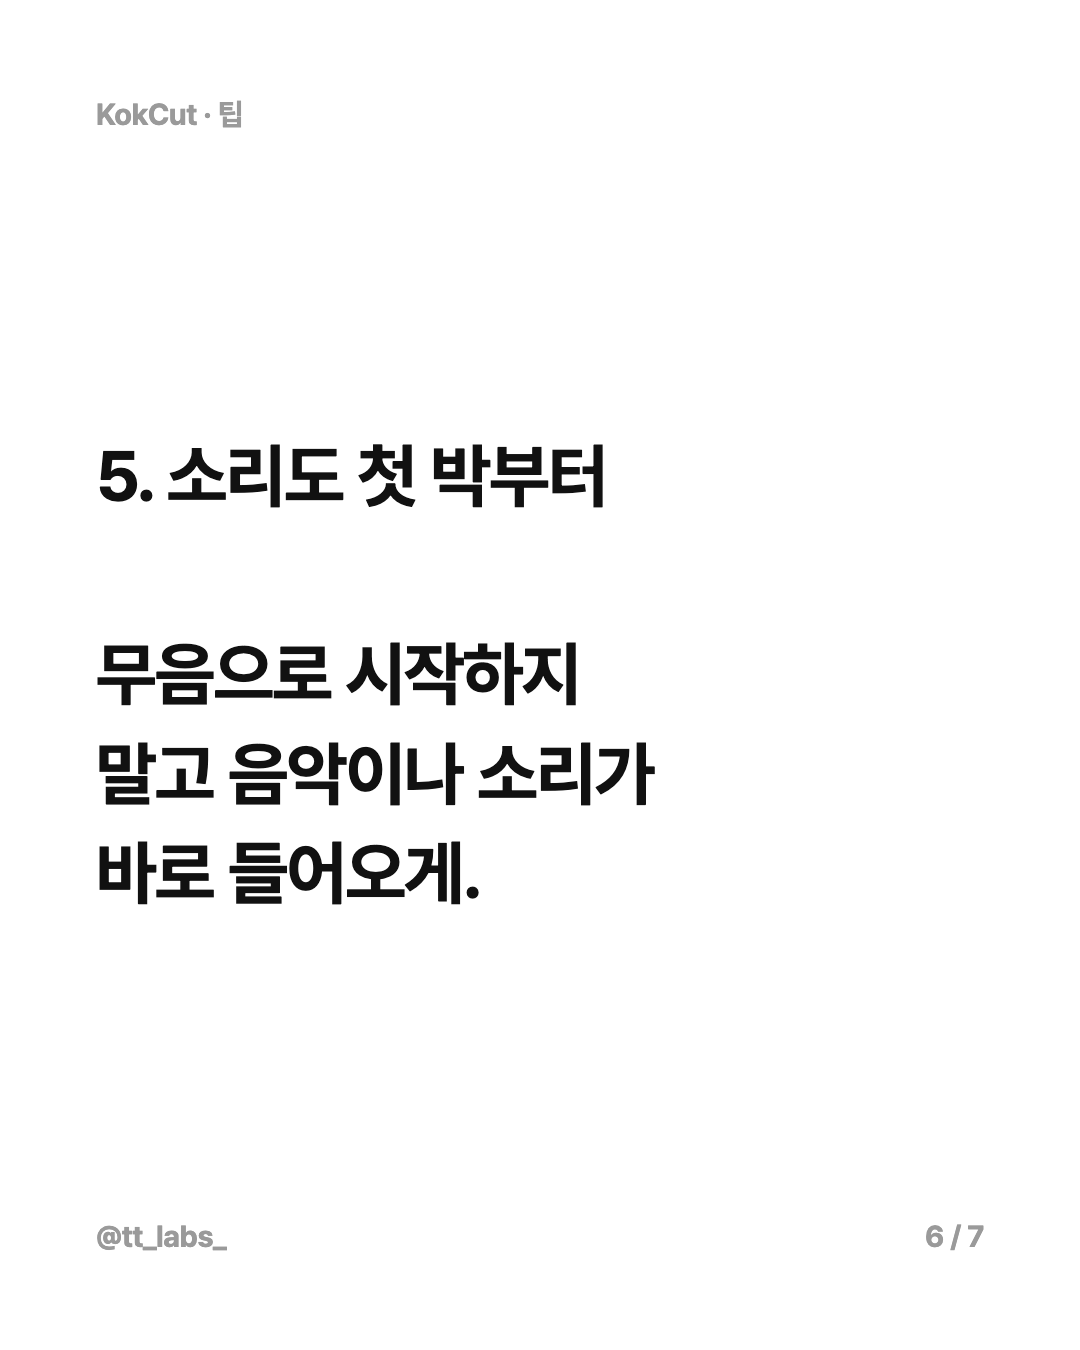 KokCut · 팁
5. 소리도 첫 박부터
무음으로 시작하지
말고 음악이나 소리가
바로 들어오게.
@tt_labs_
6 / 7